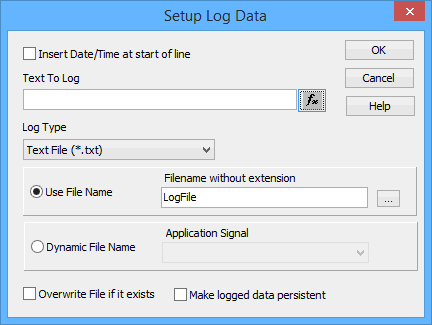 Setup Log Data
Insert Date/Time at start of line
OK
Text To Log
Cancel
fx
Help
Log Type
Text File (*.txt)
Filename without extension
Use File Name
LogFile
...
Application Signal
Dynamic File Name
Overwrite File if it exists
Make logged data persistent